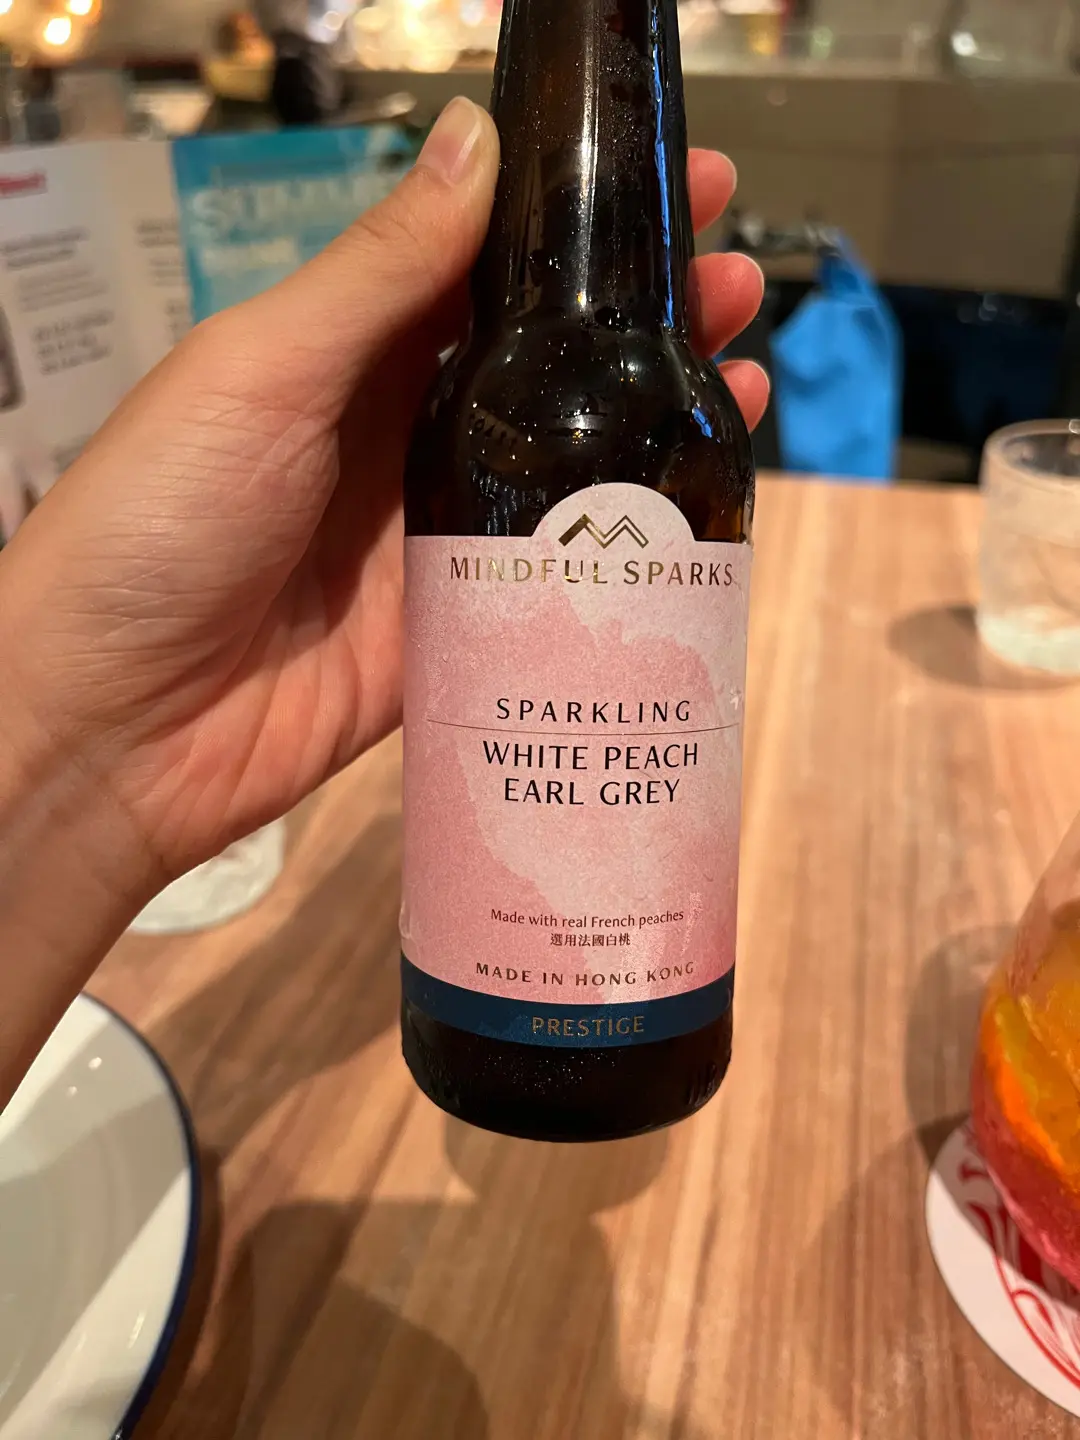 MINDFUL SPARKS
SPARKLING
WHITE PEACH
EARL GREY
Made with real French peaches
選用法國白桃
MADE IN HONG KONG
PRESTIGE